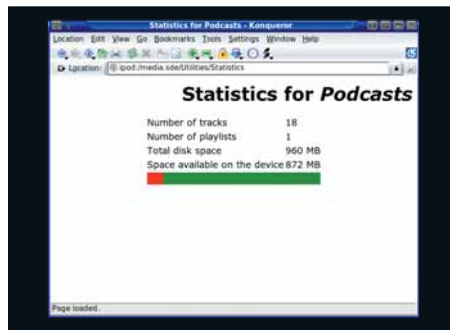 Statistics for Podcasts - Konqueror
Location Edit View Go Bookmarks Tools Settings Window Help
Location: ipod:/media.sde/Utilities/Statistics
Statistics for Podcasts
Number of tracks 18
Number of playlists 1
Total disk space 960 MB
Space available on the device 872 MB
Page loaded.